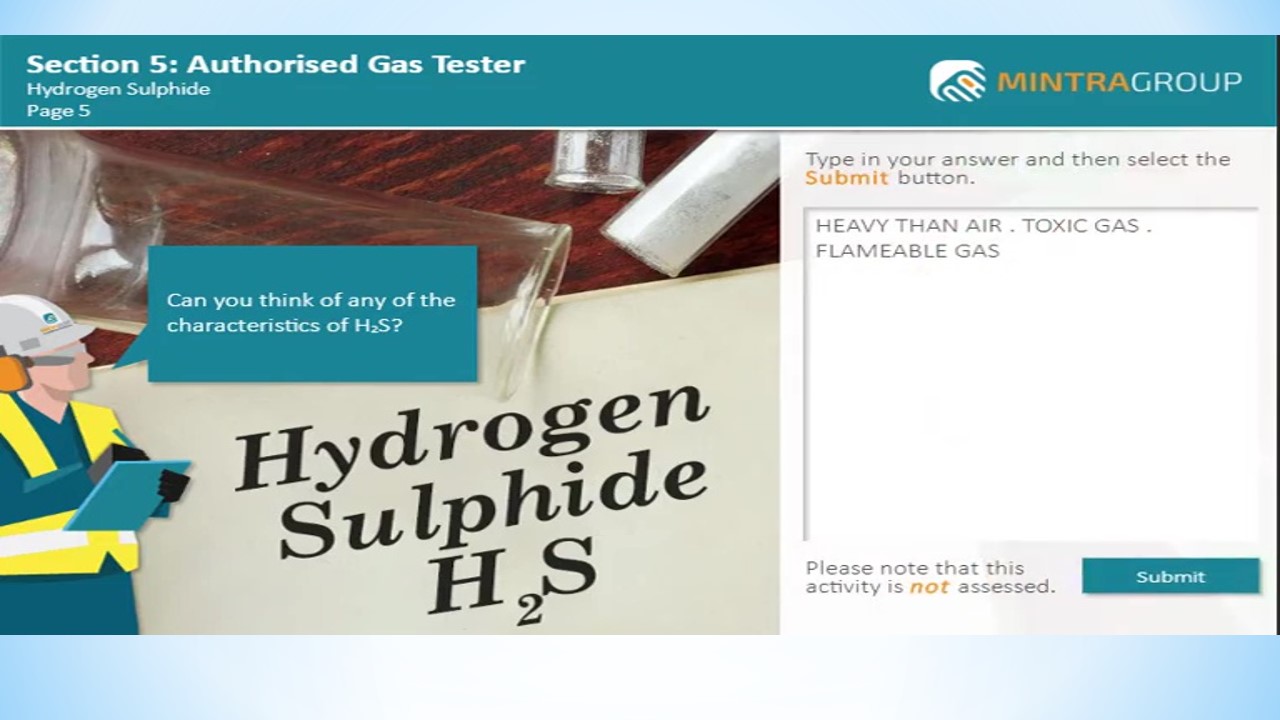 Section 5: Authorised Gas Tester
Hydrogen Sulphide
Page 5
MINTRAGROUP
Can you think of any of the
characteristics of H₂S?
Hydrogen
Sulphide
H₂S
Type in your answer and then select the
Submit button.
HEAVY THAN AIR . TOXIC GAS .
FLAMEABLE GAS
Please note that this
activity is not assessed.
Submit